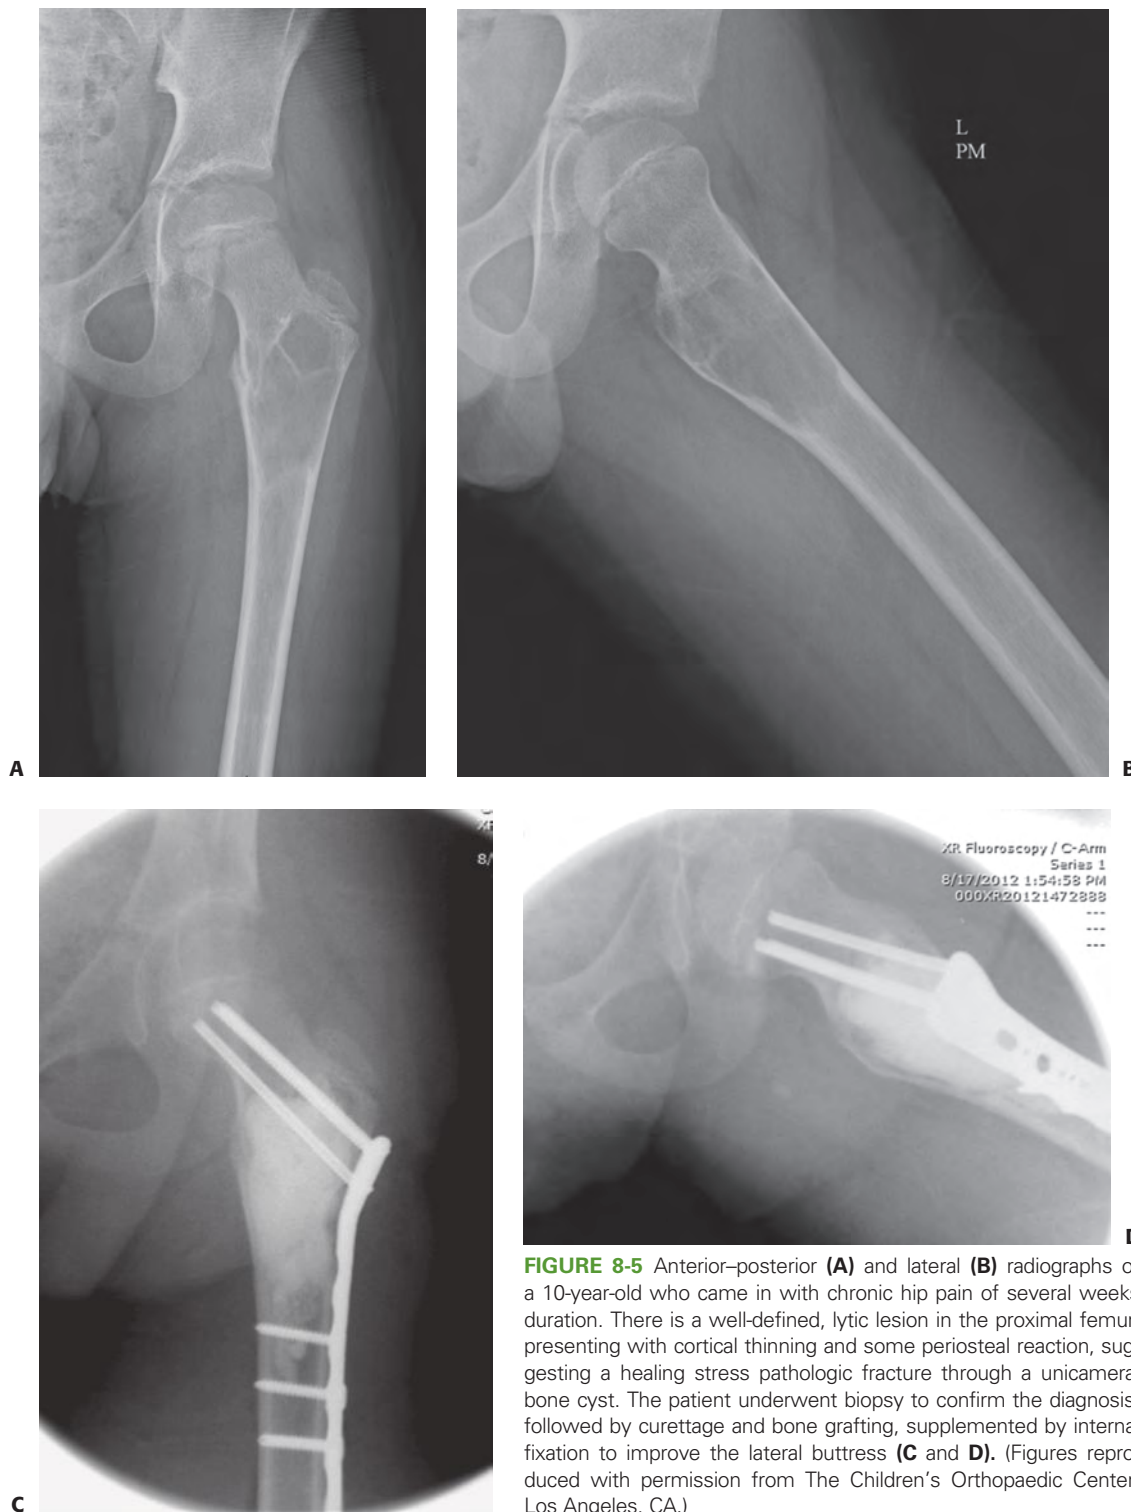 L
PM
A
B
XR Fluoroscopy / C-Arm
Series 1
8/17/2012 1:54:58 PM
000XR20121472888
---
---
---
8/
C
FIGURE 8-5 Anterior–posterior (A) and lateral (B) radiographs
a 10-year-old who came in with chronic hip pain of several weeks
duration. There is a well-defined, lytic lesion in the proximal femur
presenting with cortical thinning and some periosteal reaction, sug
gesting a healing stress pathologic fracture through a unicamera
bone cyst. The patient underwent biopsy to confirm the diagnosis
followed by curettage and bone grafting, supplemented by interna
fixation to improve the lateral buttress (C and D). (Figures repro
duced with permission from The Children's Orthopaedic Center
Los Angeles, CA.)